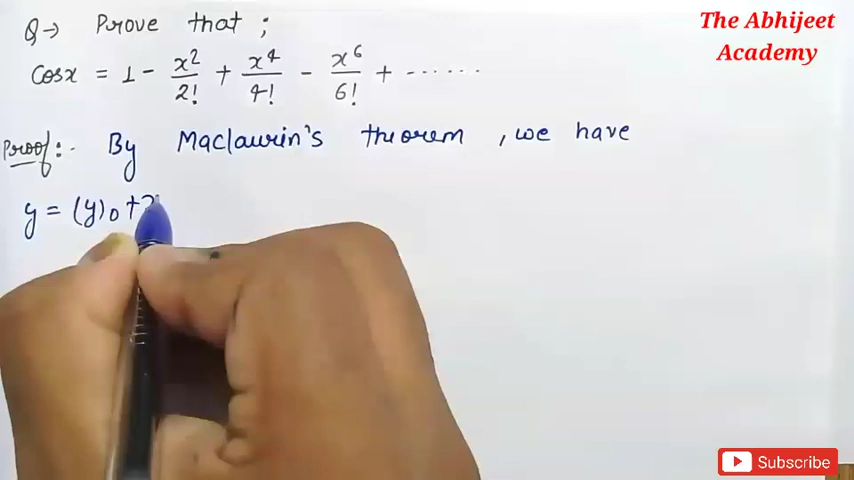 Q→ Prove that ;
The Abhijeet
Academy
Cosx = 1 - x²/2! + x⁴/4! - x⁶/6! + ......
Proof:- By Maclaurin's theorem , we have
y = (y)₀ +
Subscribe